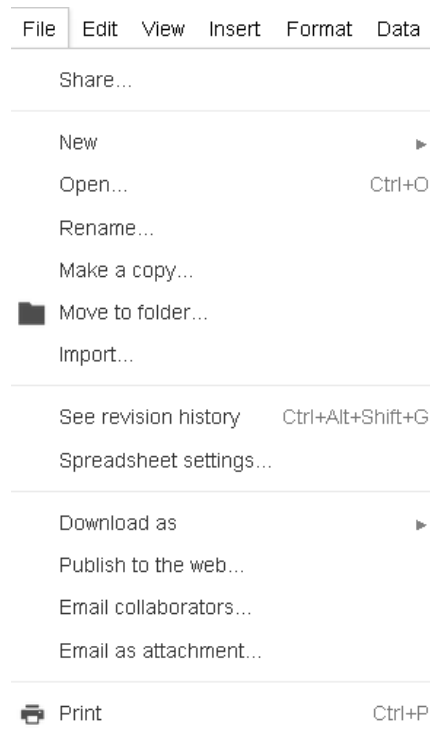 File Edit View Insert Format Data
Share...
New ►
Open... Ctrl+O
Rename...
Make a copy...
Move to folder...
Import...
See revision history Ctrl+Alt+Shift+G
Spreadsheet settings...
Download as ►
Publish to the web...
Email collaborators...
Email as attachment...
Print Ctrl+P